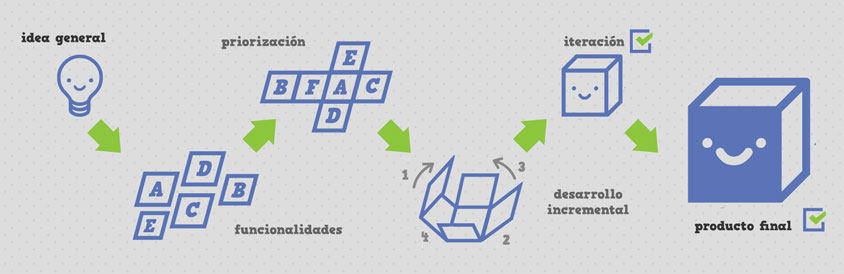 idea general
A
D
B
E
C
funcionalidades
priorización
E
B F A C
D
1
3
4
2
desarrollo
incremental
iteración
producto final